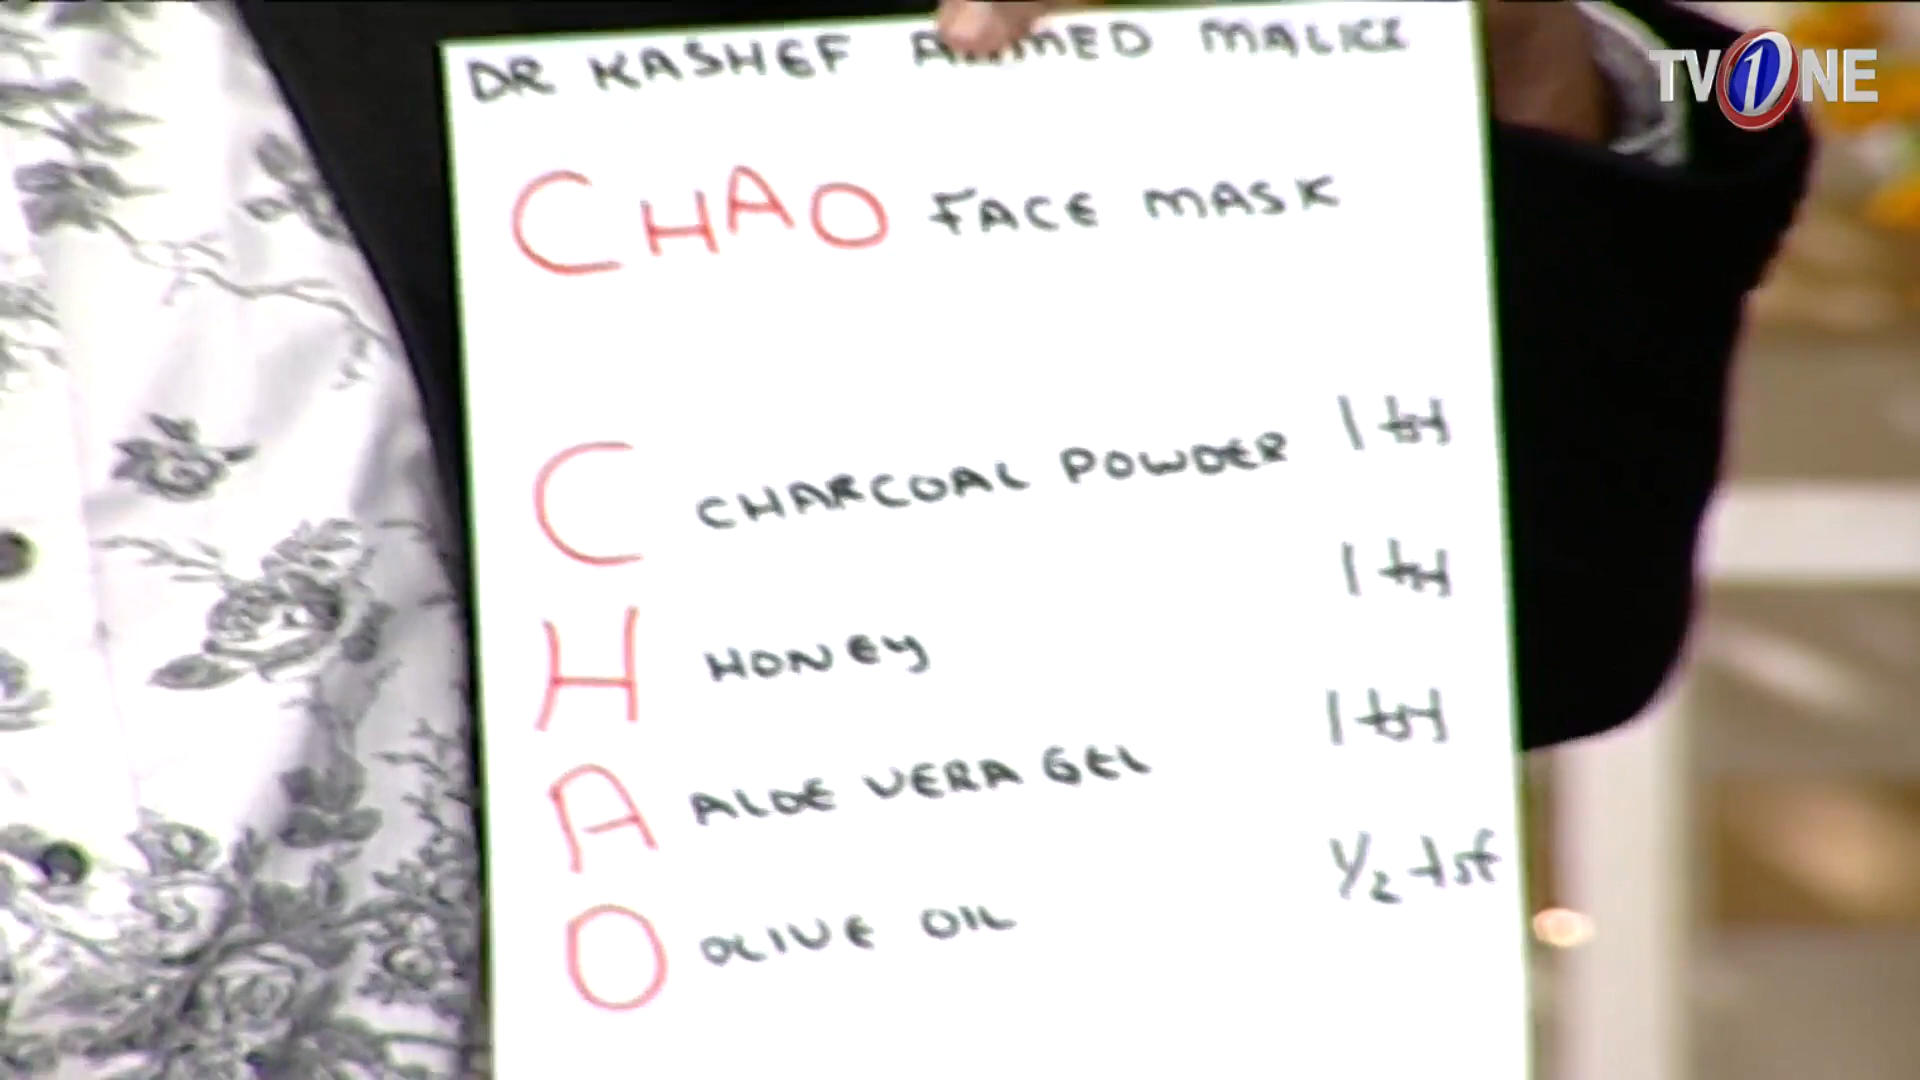 DR KASHEF AHMED MALICK
TV ONE
CHAO FACE MASK
C CHARCOAL POWDER 1 tsp
H HONEY 1 tsp
A ALOE VERA GEL 1 tsp
O OLIVE OIL 1/2 tsp